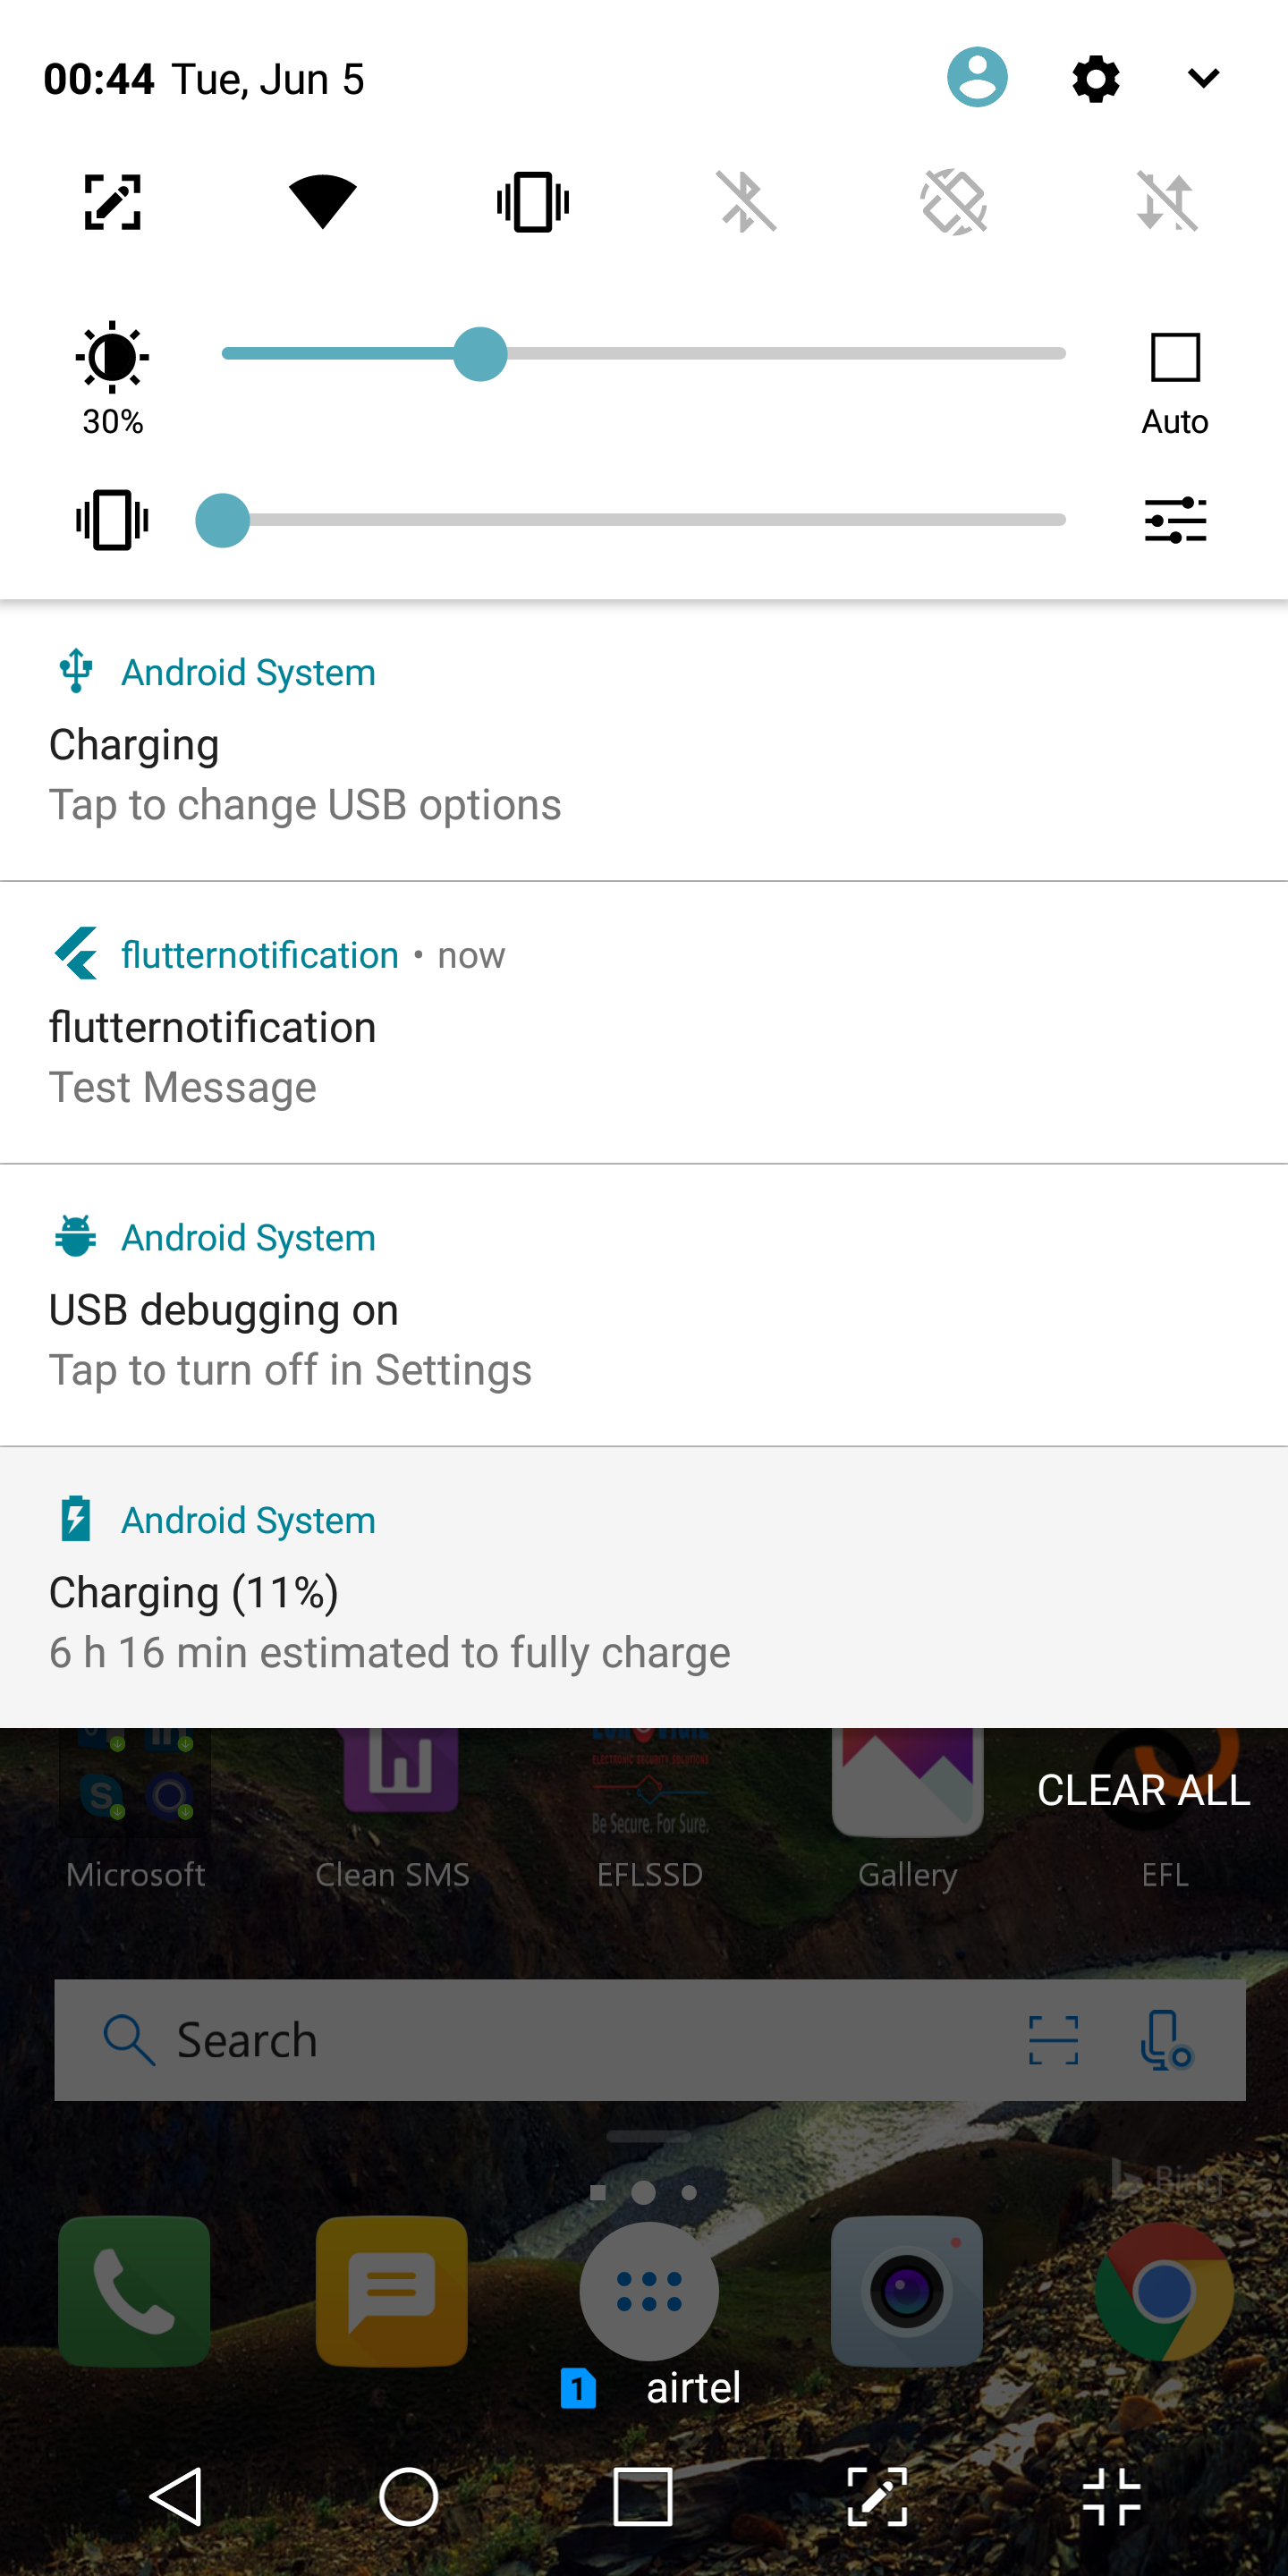 00:44 Tue, Jun 5
30%
Auto
Android System
Charging
Tap to change USB options
flutternotification • now
flutternotification
Test Message
Android System
USB debugging on
Tap to turn off in Settings
Android System
Charging (11%)
6 h 16 min estimated to fully charge
CLEAR ALL
ELECTRONIC SECURITY SOLUTIONS
Be Secure. For Sure.
Microsoft
Clean SMS
EFLSSD
Gallery
EFL
Search
Bing
1 airtel